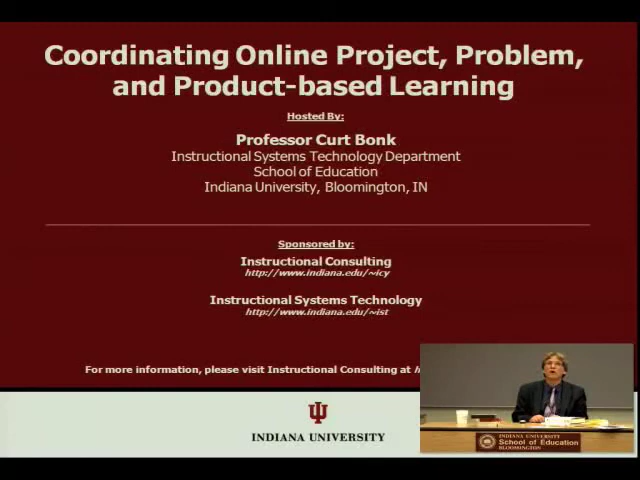 Coordinating Online Project, Problem,
and Product-based Learning
Hosted By:
Professor Curt Bonk
Instructional Systems Technology Department
School of Education
Indiana University, Bloomington, IN
Sponsored by:
Instructional Consulting
http://www.indiana.edu/~icy
Instructional Systems Technology
http://www.indiana.edu/~ist
For more information, please visit Instructional Consulting at
INDIANA UNIVERSITY
INDIANA UNIVERSITY
School of Education
BLOOMINGTON